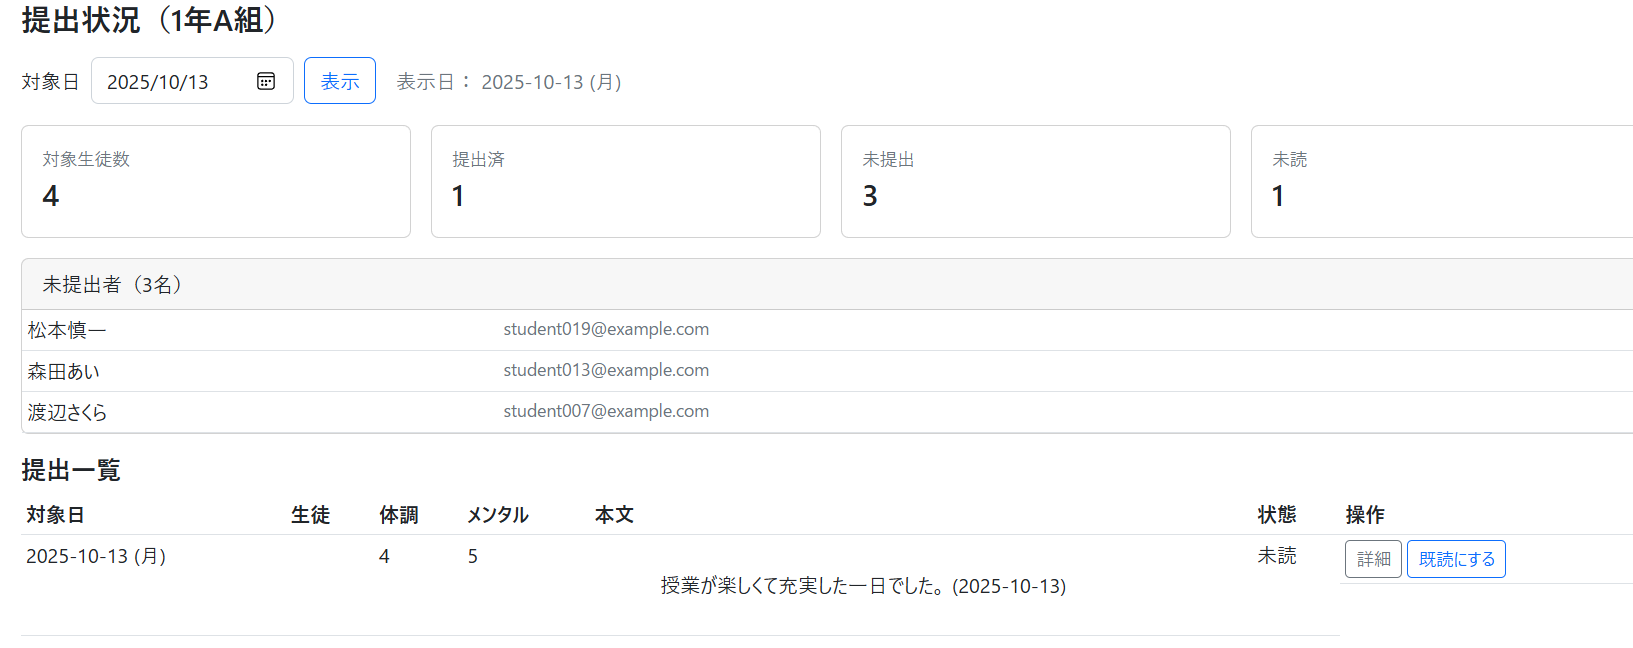 提出状況（1年A組）
対象日 2025/10/13 表示 表示日： 2025-10-13 (月)
対象生徒数 提出済 未提出 未読
4 1 3 1
未提出者（3名）
松本慎一 student019@example.com
森田あい student013@example.com
渡辺さくら student007@example.com
提出一覧
対象日 生徒 体調 メンタル 本文 状態 操作
2025-10-13 (月) 4 5 未読 詳細 既読にする
授業が楽しくて充実した一日でした。(2025-10-13)